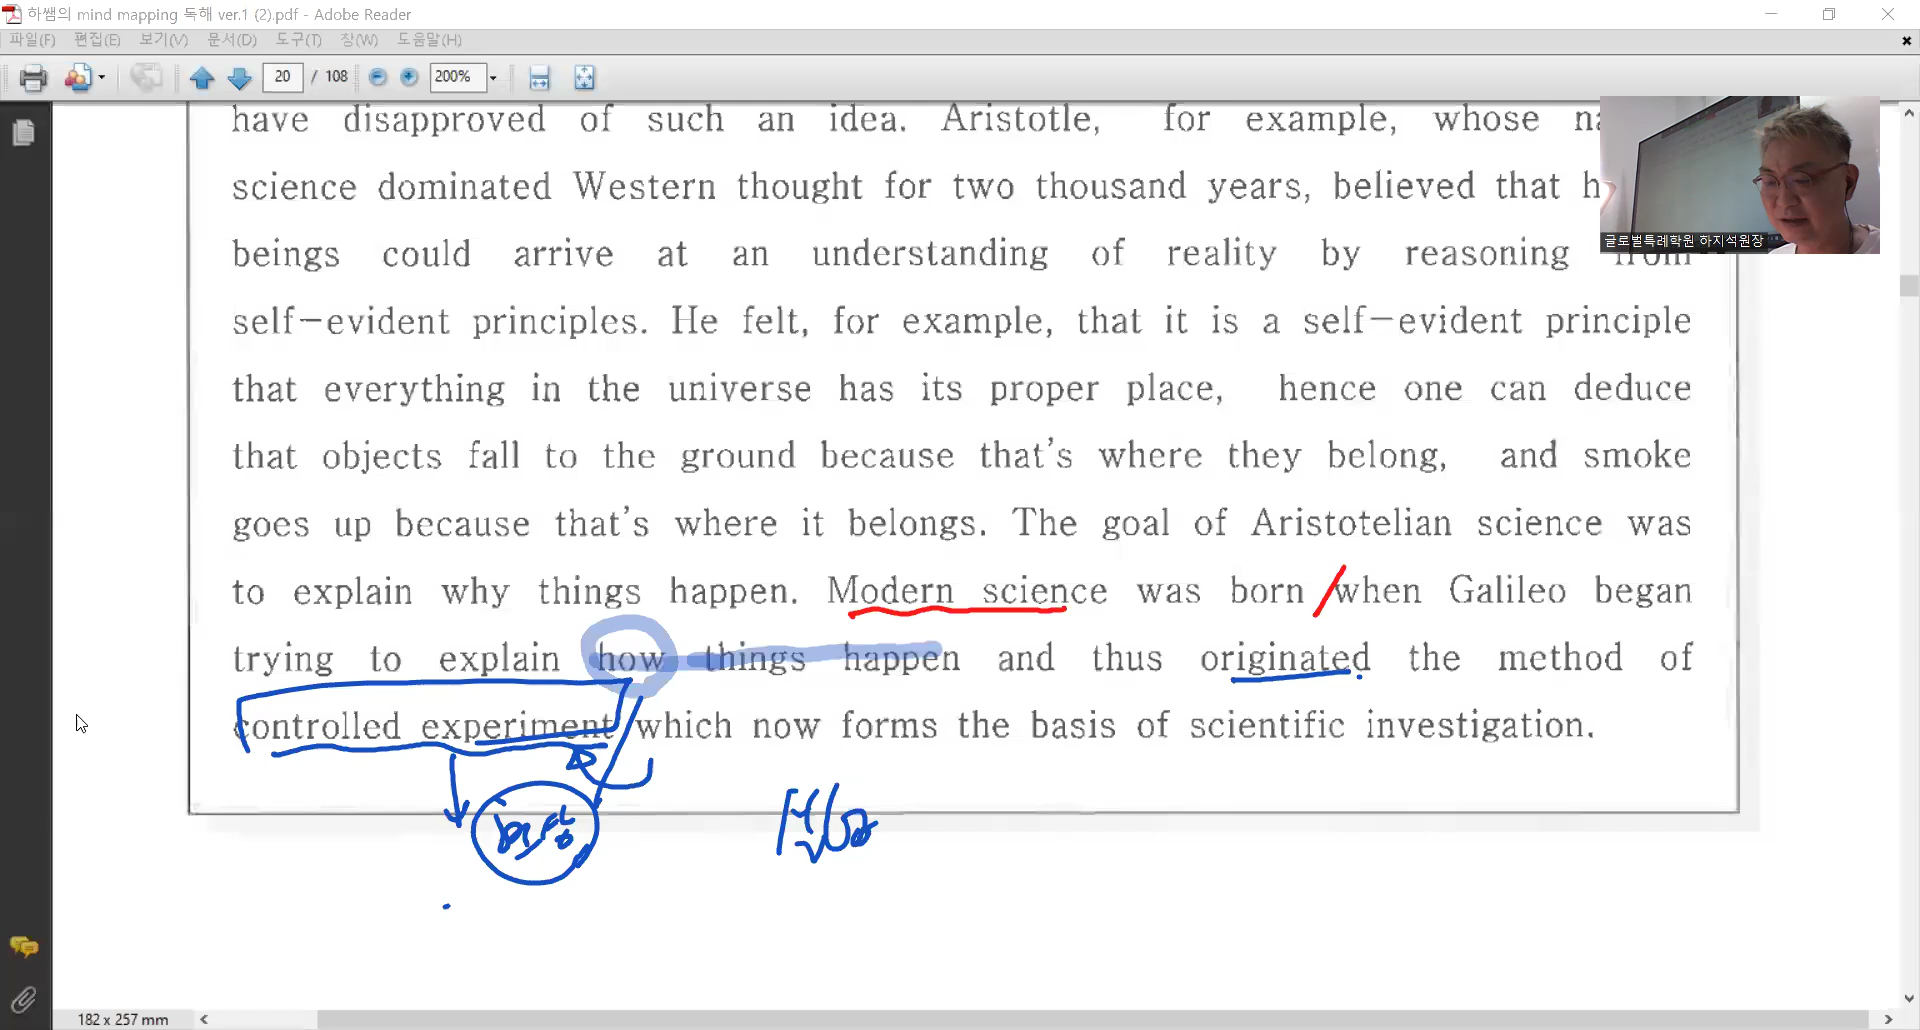 하쌤의 mind mapping 독해 ver.1 (2).pdf - Adobe Reader
파일(F) 편집(E) 보기(V) 문서(D) 도구(T) 창(W) 도움말(H)
20 / 108 200%
have disapproved of such an idea. Aristotle, for example, whose
science dominated Western thought for two thousand years, believed that
beings could arrive at an understanding of reality by reasoning from
글로벌특례학원 하지석원장
self-evident principles. He felt, for example, that it is a self-evident principle
that everything in the universe has its proper place, hence one can deduce
that objects fall to the ground because that's where they belong, and smoke
goes up because that's where it belongs. The goal of Aristotelian science was
to explain why things happen. Modern science was born when Galileo began
trying to explain how things happen and thus originated the method of
controlled experiment which now forms the basis of scientific investigation.
182 x 257 mm